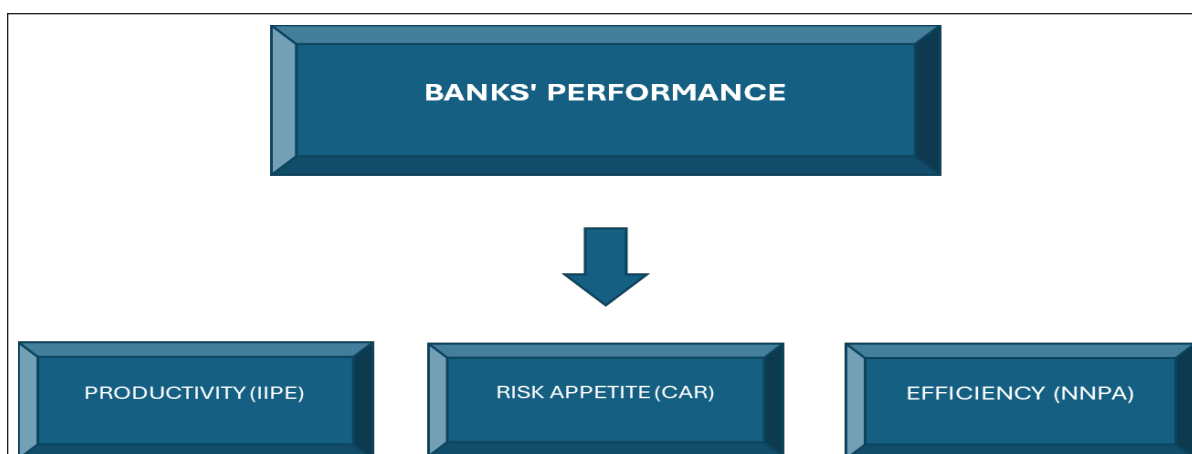 BANKS' PERFORMANCE
PRODUCTIVITY (IIPE)
RISK APPETITE (CAR)
EFFICIENCY (NNPA)